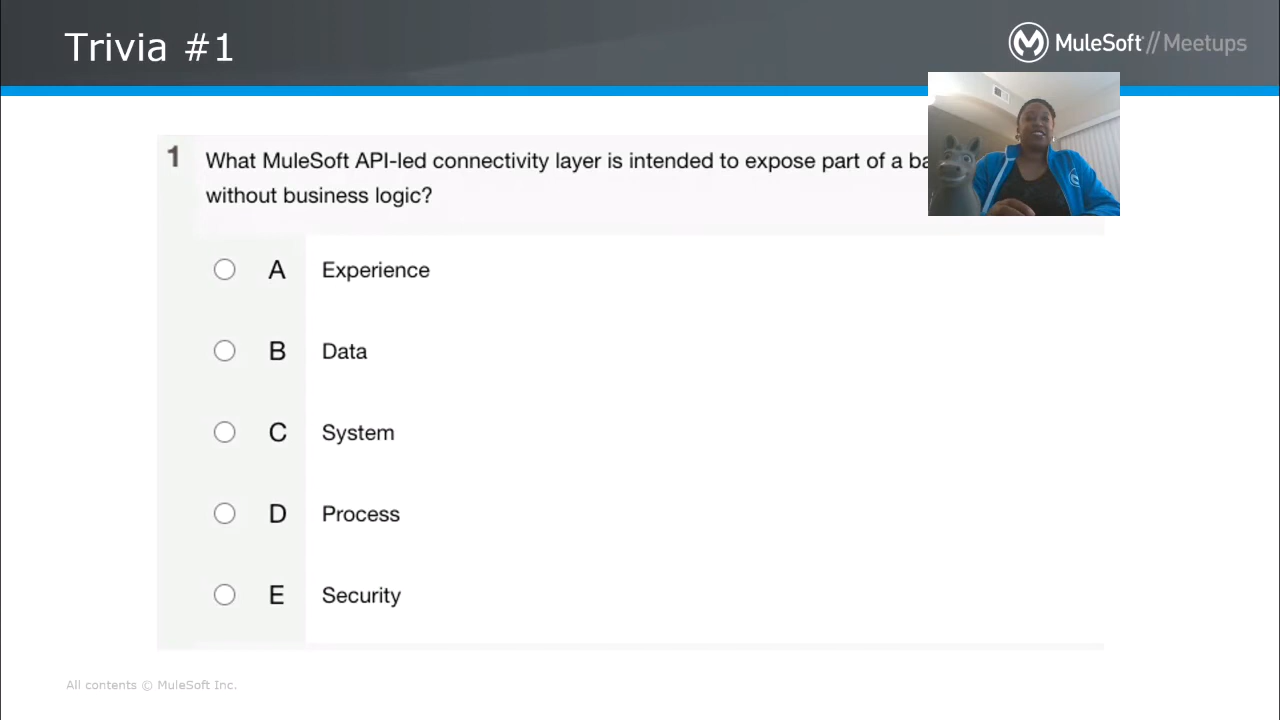 Trivia #1
MuleSoft // Meetups
1 What MuleSoft API-led connectivity layer is intended to expose part of a
without business logic?
A Experience
B Data
C System
D Process
E Security
All contents © MuleSoft Inc.